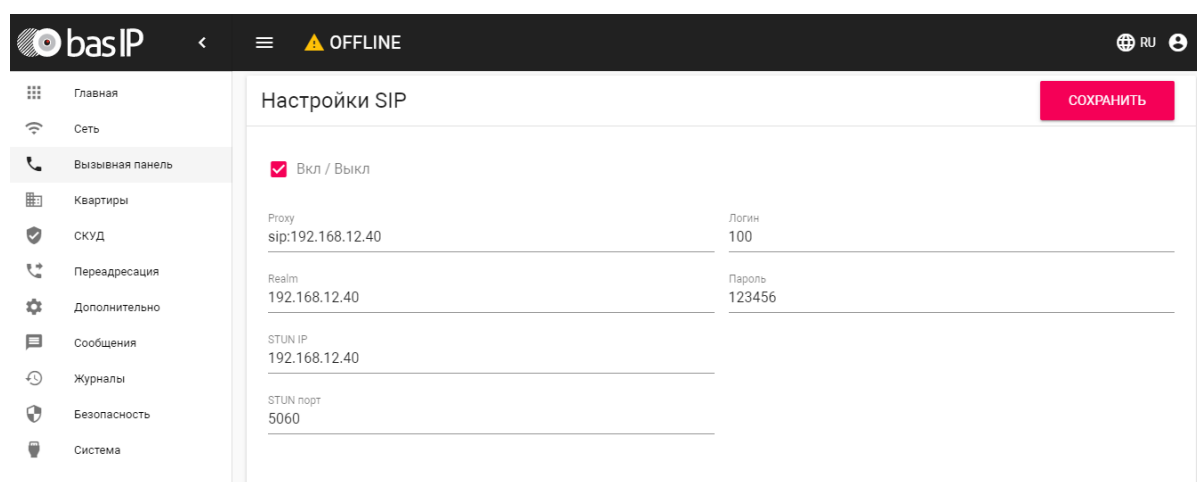 bas IP
OFFLINE
RU
Главная
Сеть
Вызывная панель
Квартиры
СКУД
Переадресация
Дополнительно
Сообщения
Журналы
Безопасность
Система
Настройки SIP
СОХРАНИТЬ
Вкл / Выкл
Proxy
sip:192.168.12.40
Логин
100
Realm
192.168.12.40
Пароль
123456
STUN IP
192.168.12.40
STUN порт
5060